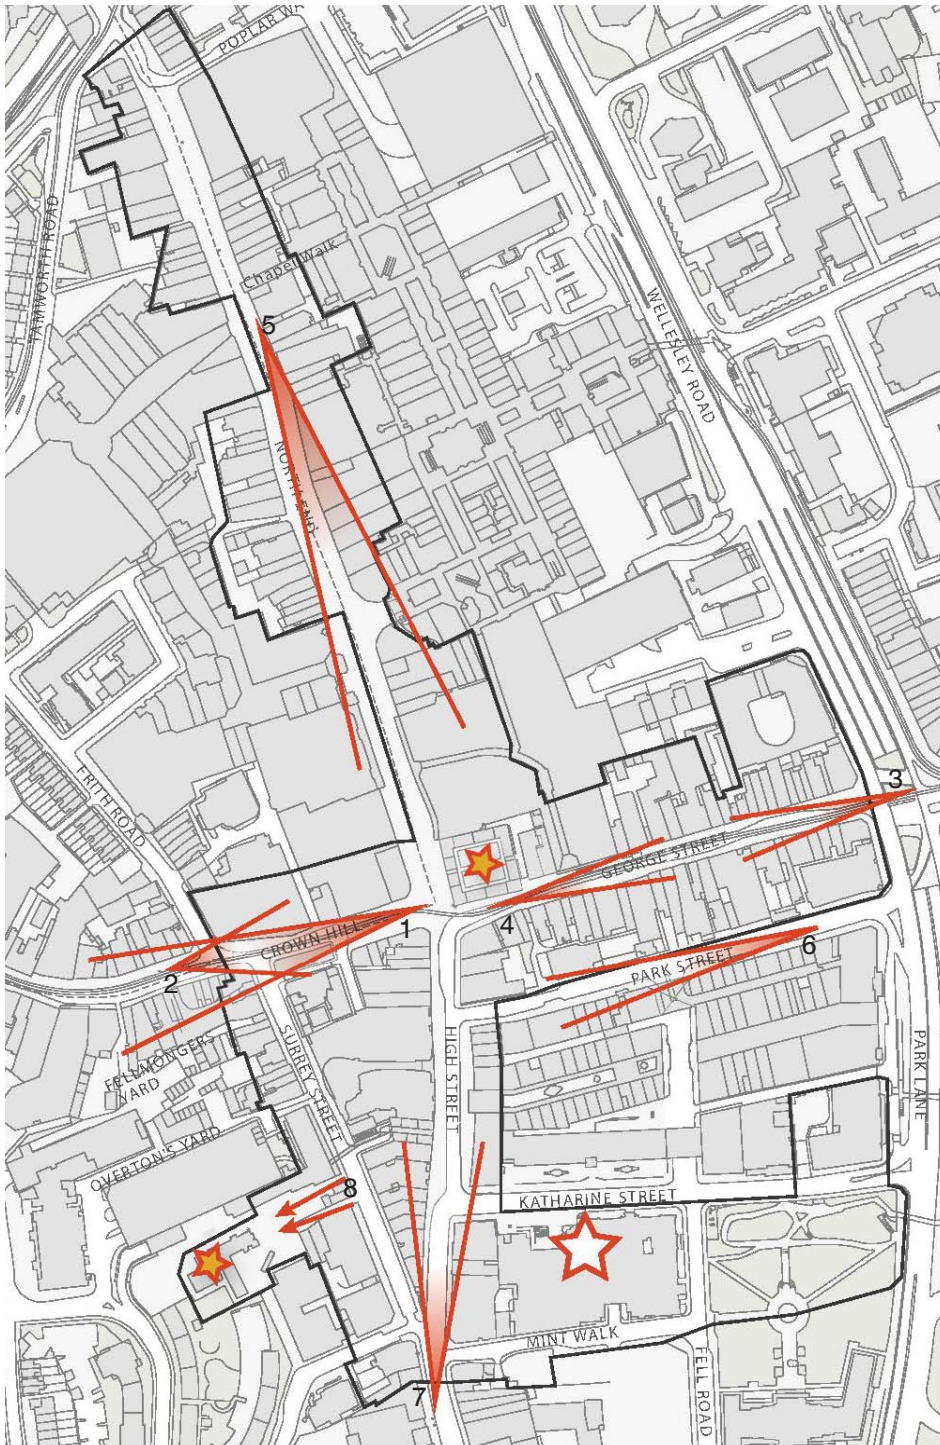 POPLAR WA
TAMWORTH ROAD
Chapel Walk
5
WELLESLEY ROAD
NORTH END
FRITH ROAD
3
GEORGE STREET
1
4
CROWN HILL
6
2
PARK STREET
FELLMONGERS
YARD
SURREY STREET
HIGH STREET
PARK LANE
OVERTON'S YARD
8
KATHARINE STREET
MINT WALK
FELL ROAD
7